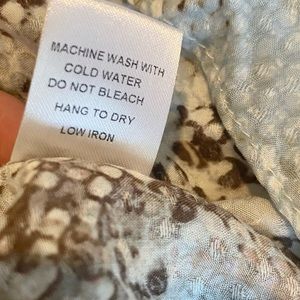 MACHINE WASH WITH
COLD WATER
DO NOT BLEACH
HANG TO DRY
LOW IRON